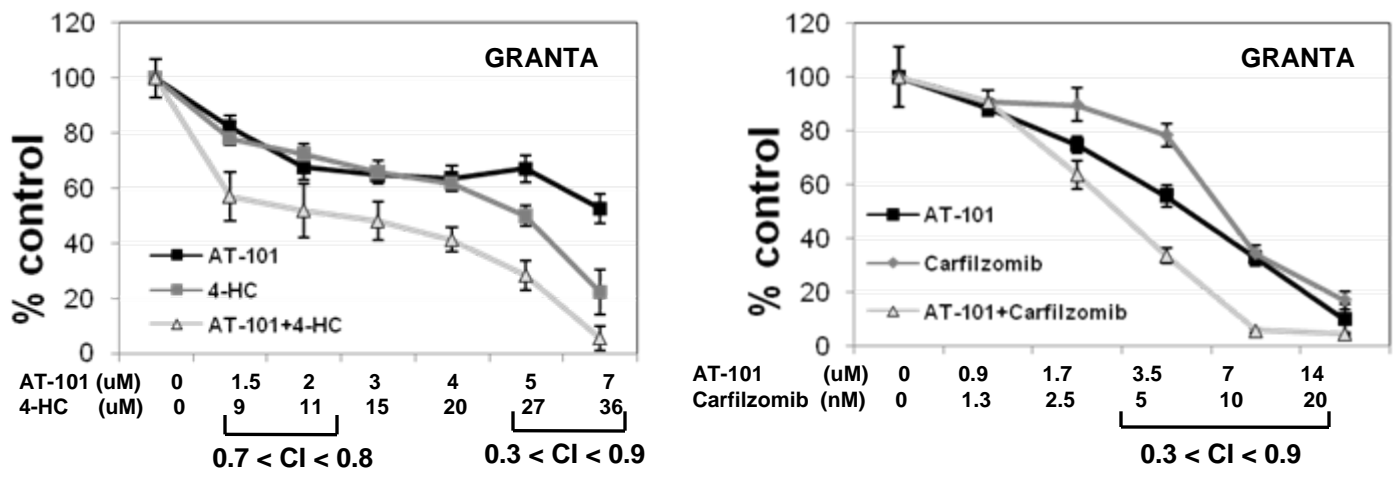 120
100
80
60
40
20
0
% control
GRANTA
AT-101
4-HC
AT-101+4-HC
AT-101 (uM) 0 1.5 2 3 4 5 7
4-HC (uM) 0 9 11 15 20 27 36
0.7 < CI < 0.8
0.3 < CI < 0.9
120
100
80
60
40
20
0
% control
GRANTA
AT-101
Carfilzomib
AT-101+Carfilzomib
AT-101 (uM) 0 0.9 1.7 3.5 7 14
Carfilzomib (nM) 0 1.3 2.5 5 10 20
0.3 < CI < 0.9